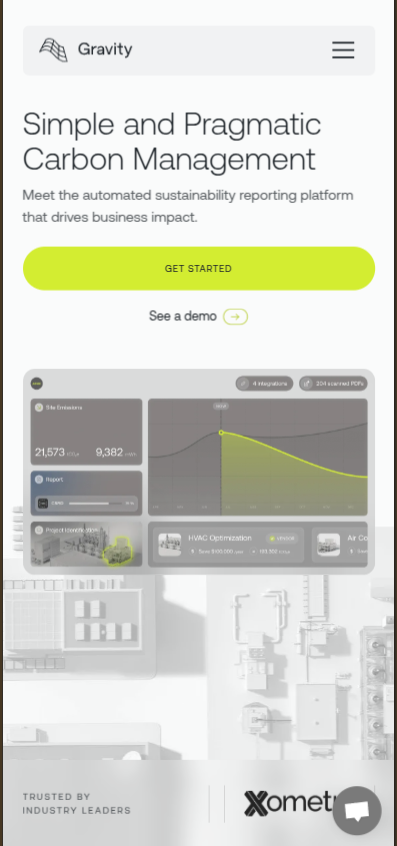 Gravity
Simple and Pragmatic
Carbon Management
Meet the automated sustainability reporting platform
that drives business impact.
GET STARTED
See a demo
4 integrations
204 scanned PDFs
Site Emissions
21,573
9,382
Report
Project Identification
HVAC Optimization
Air Co
TRUSTED BY
INDUSTRY LEADERS
Xomet